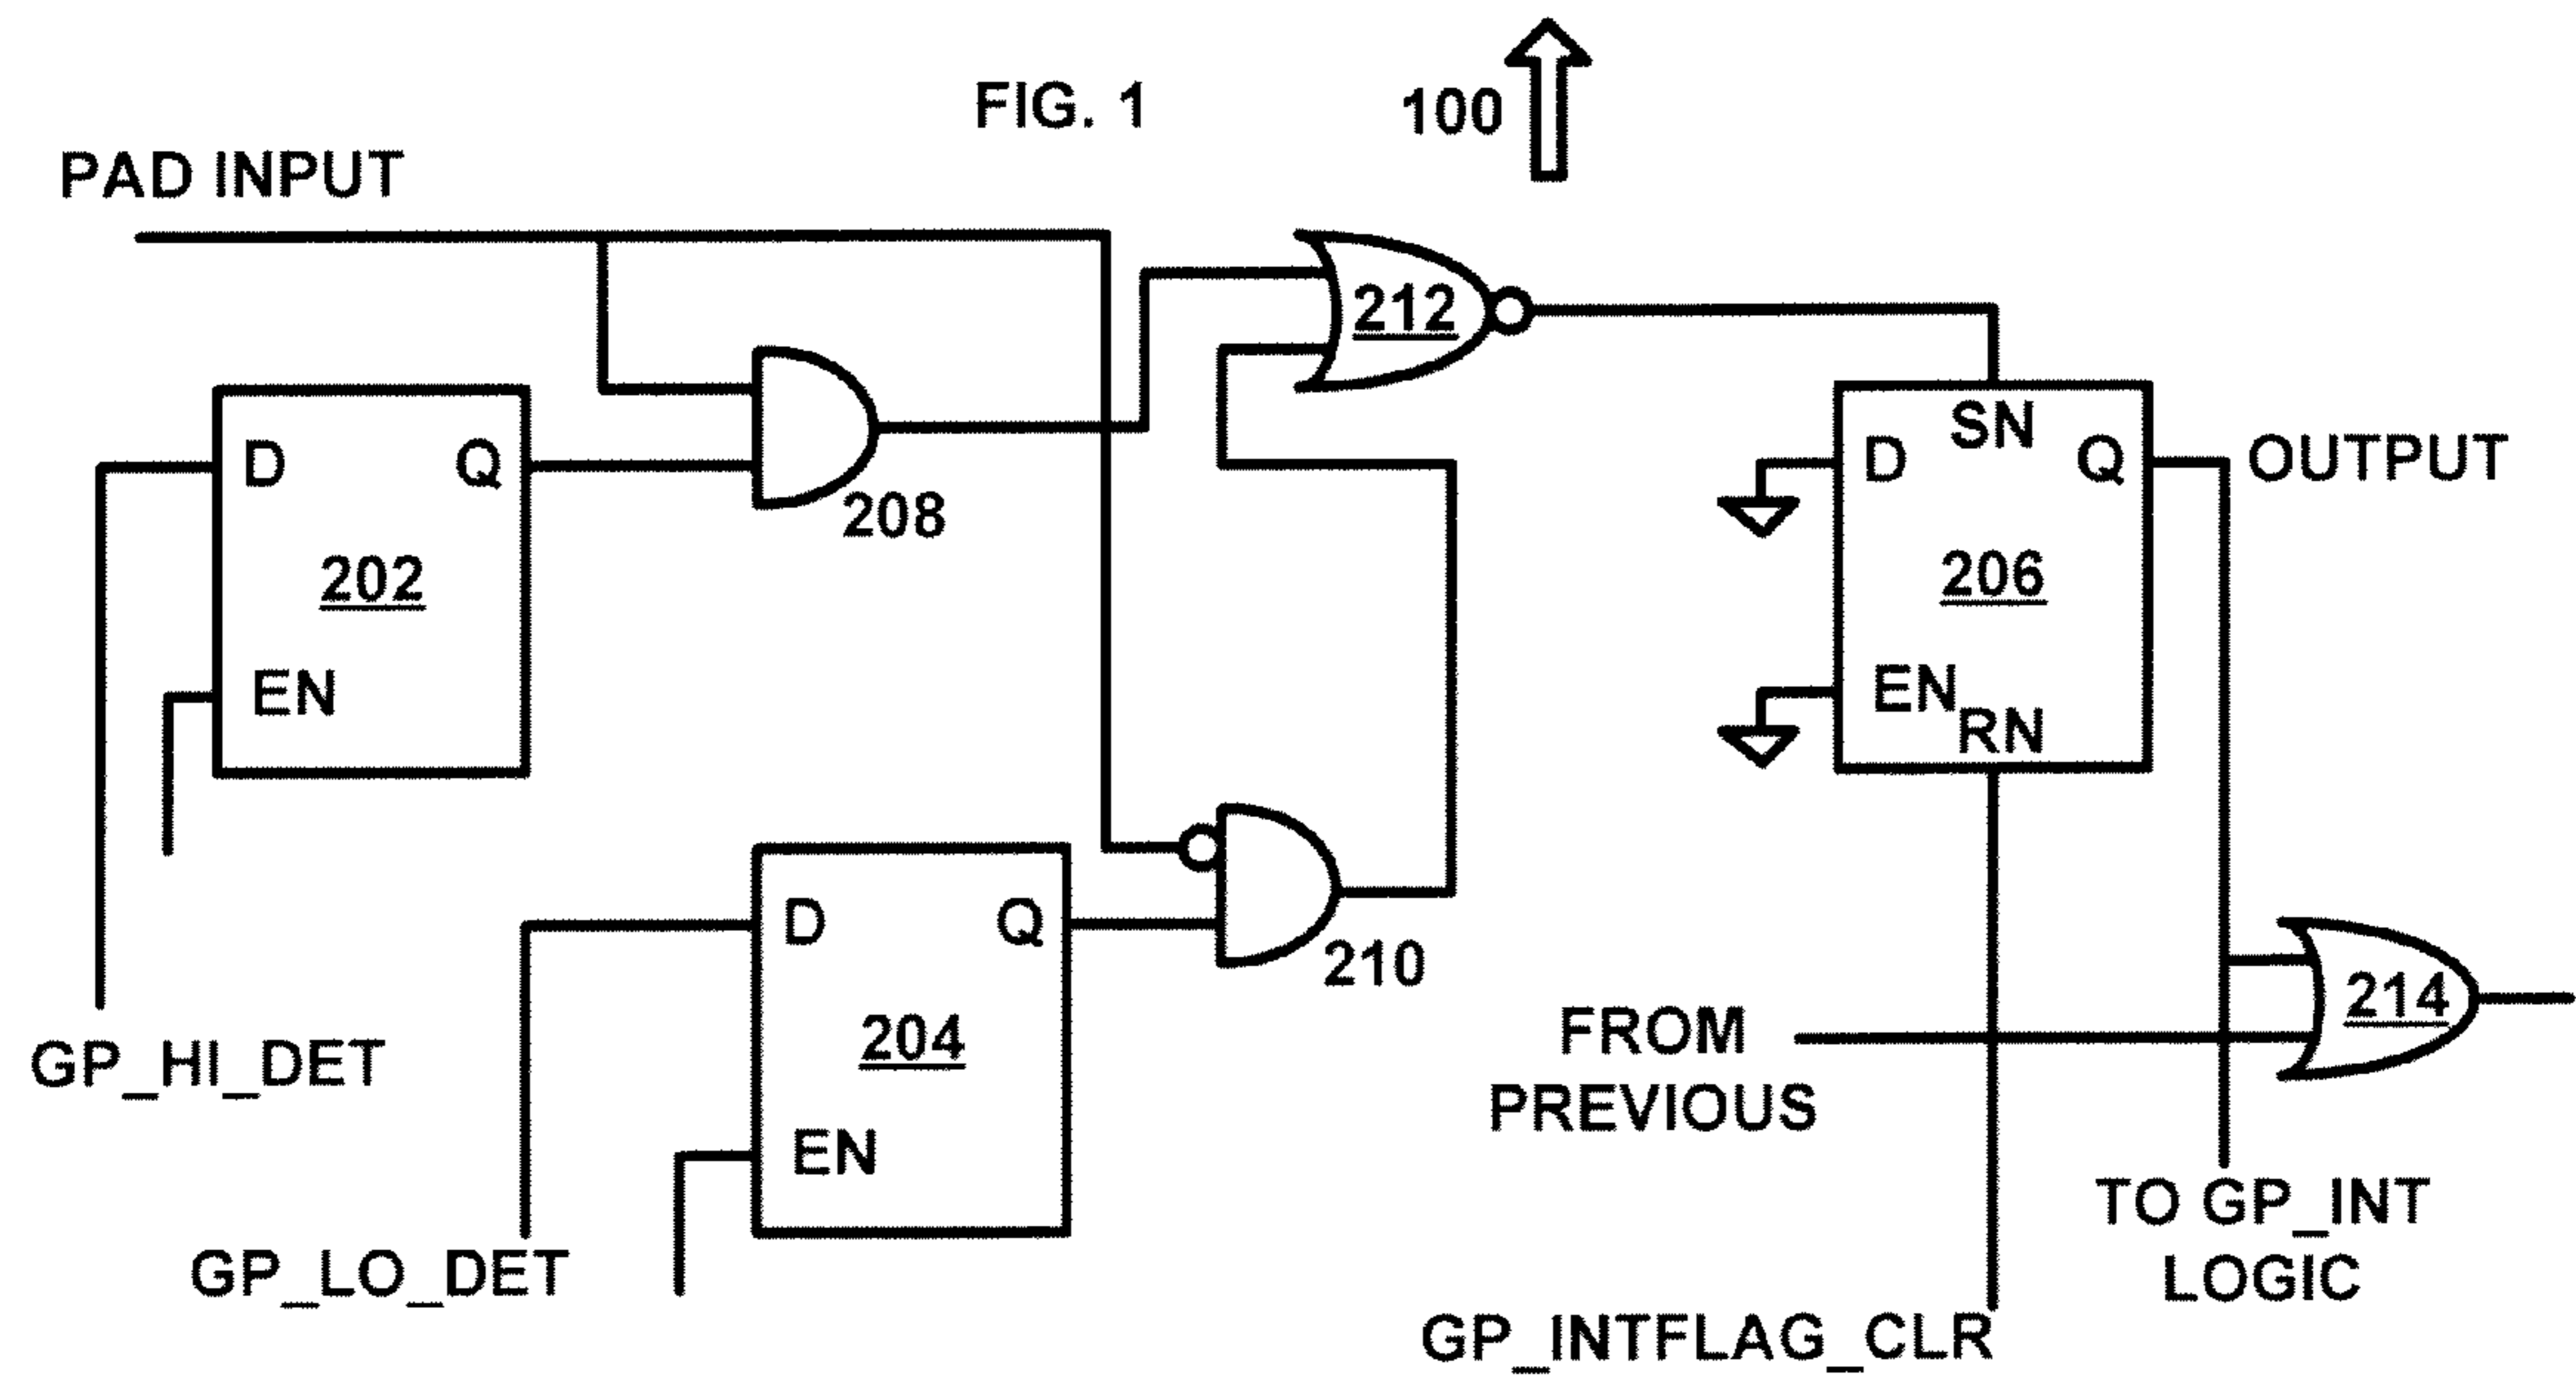 FIG. 1
100
PAD INPUT
212
SN
D
Q
OUTPUT
D
Q
208
202
206
EN
EN
RN
D
Q
210
204
214
FROM
PREVIOUS
GP_HI_DET
EN
TO GP_INT
LOGIC
GP_LO_DET
GP_INTFLAG_CLR